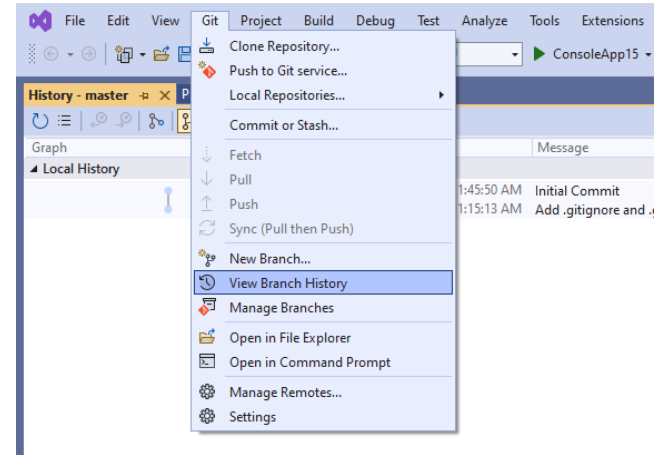 File Edit View Git Project Build Debug Test Analyze Tools Extensions
ConsoleApp15
History - master
Graph
Message
Local History
1:45:50 AM Initial Commit
1:15:13 AM Add .gitignore and
Clone Repository...
Push to Git service...
Local Repositories...
Commit or Stash...
Fetch
Pull
Push
Sync (Pull then Push)
New Branch...
View Branch History
Manage Branches
Open in File Explorer
Open in Command Prompt
Manage Remotes...
Settings